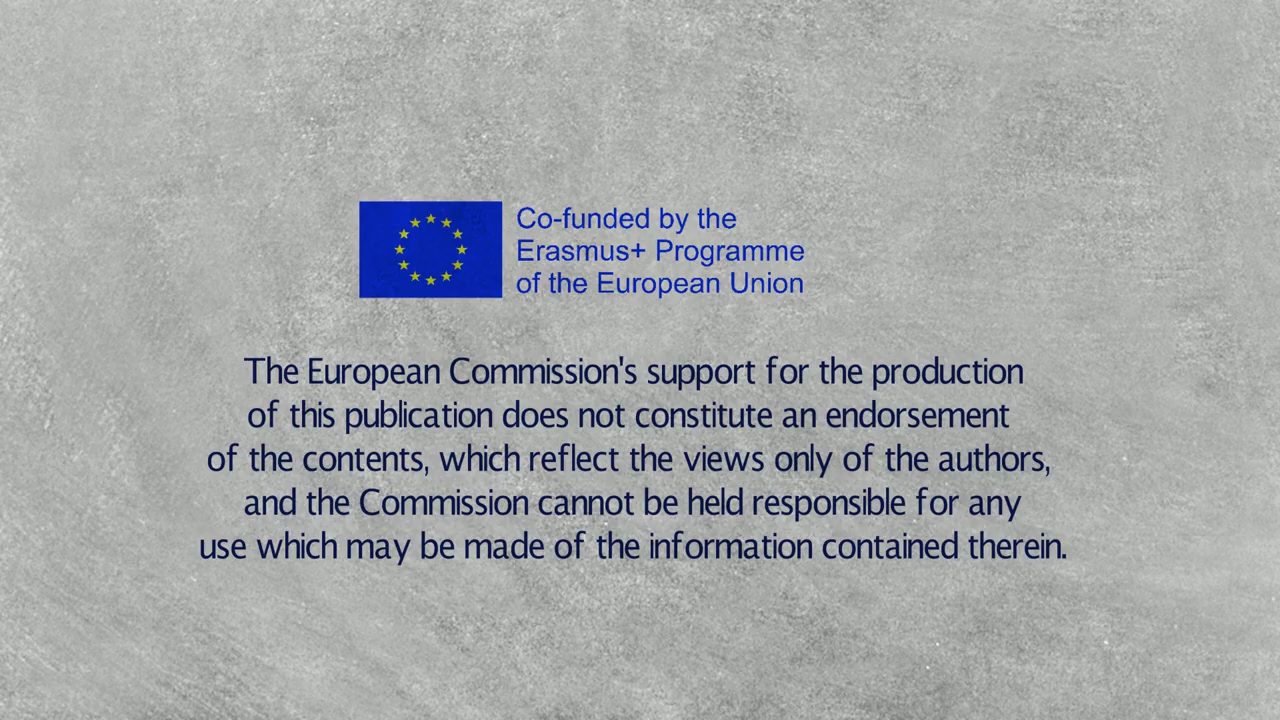 Co-funded by the
Erasmus+ Programme
of the European Union
The European Commission's support for the production
of this publication does not constitute an endorsement
of the contents, which reflect the views only of the authors,
and the Commission cannot be held responsible for any
use which may be made of the information contained therein.